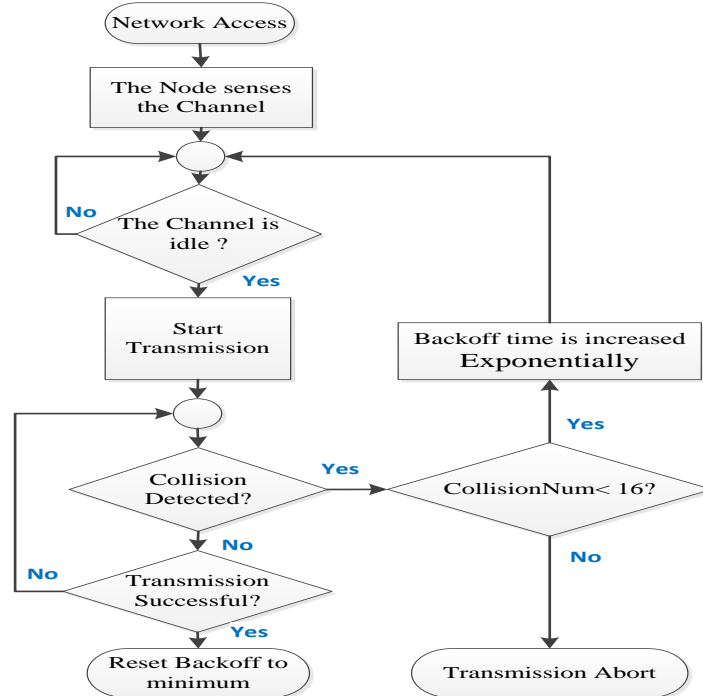 Network Access
The Node senses
the Channel
No
The Channel is
idle ?
Yes
Start
Transmission
Backoff time is increased
Exponentially
Yes
Collision
Detected?
Yes
CollisionNum< 16?
No
No
No
Transmission
Successful?
Yes
Reset Backoff to
minimum
Transmission Abort